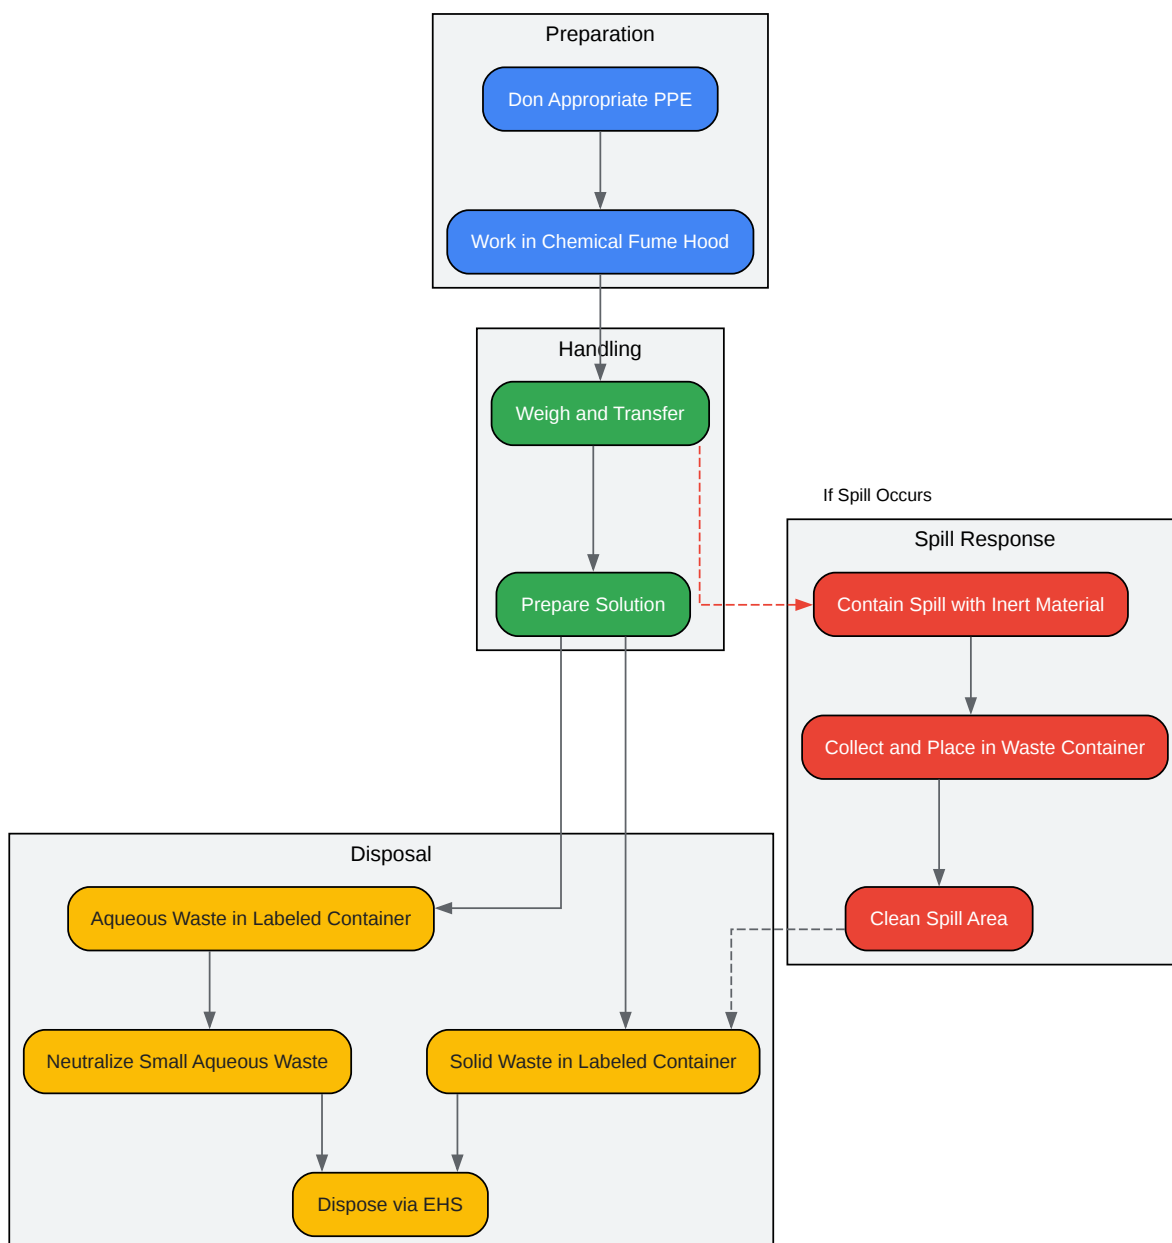 Preparation
Don Appropriate PPE
Work in Chemical Fume Hood
Handling
Weigh and Transfer
Prepare Solution
If Spill Occurs
Spill Response
Contain Spill with Inert Material
Collect and Place in Waste Container
Clean Spill Area
Disposal
Aqueous Waste in Labeled Container
Neutralize Small Aqueous Waste
Solid Waste in Labeled Container
Dispose via EHS